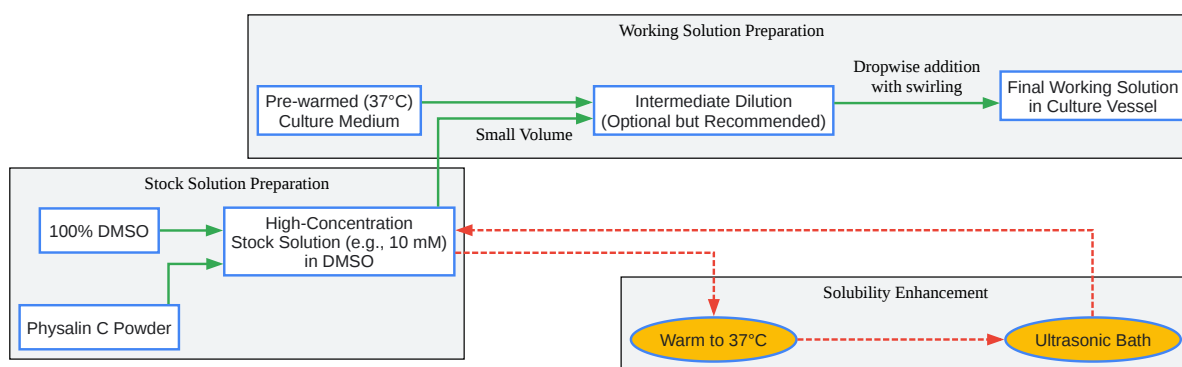 Working Solution Preparation
Pre-warmed (37°C)
Culture Medium
Small Volume
Intermediate Dilution
(Optional but Recommended)
Dropwise addition
with swirling
Final Working Solution
in Culture Vessel
Stock Solution Preparation
100% DMSO
Physalin C Powder
High-Concentration
Stock Solution (e.g., 10 mM)
in DMSO
Solubility Enhancement
Warm to 37°C
Ultrasonic Bath